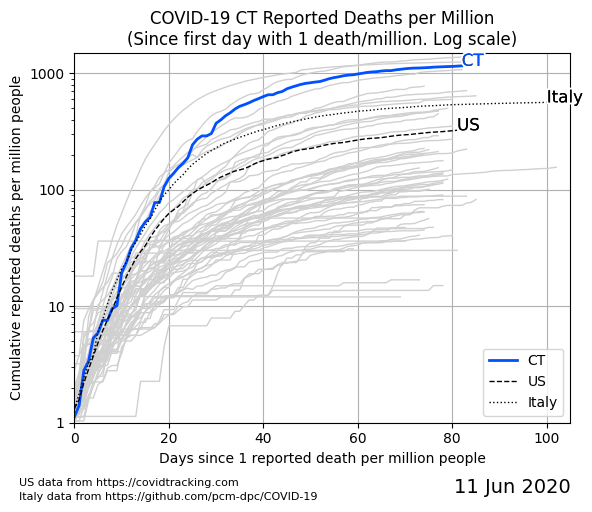 COVID-19 CT Reported Deaths per Million
(Since first day with 1 death/million. Log scale)
Cumulative reported deaths per million people
1000
100
10
1
CT
Italy
US
CT
US
Italy
0 20 40 60 80 100
Days since 1 reported death per million people
US data from https://covidtracking.com
Italy data from https://github.com/pcm-dpc/COVID-19
11 Jun 2020